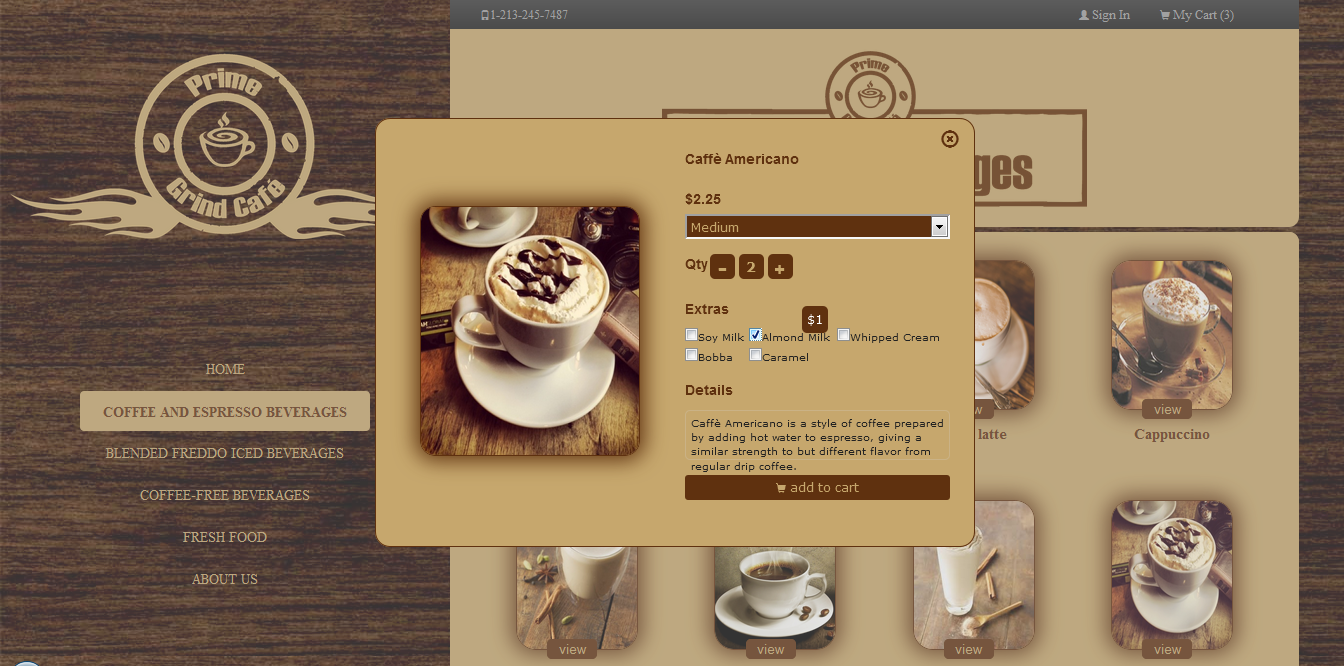 1-213-245-7487
Sign In
My Cart (3)
Prime
Grind Café
Prime
ges
HOME
COFFEE AND ESPRESSO BEVERAGES
BLENDED FREDDO ICED BEVERAGES
COFFEE-FREE BEVERAGES
FRESH FOOD
ABOUT US
Caffè Americano
$2.25
Medium
Qty - 2 +
Extras
$1
Soy Milk Almond Milk Whipped Cream
Bobba Caramel
Details
Caffè Americano is a style of coffee prepared
by adding hot water to espresso, giving a
similar strength to but different flavor from
regular drip coffee.
add to cart
view
latte
Cappuccino
view
view
view
view
view